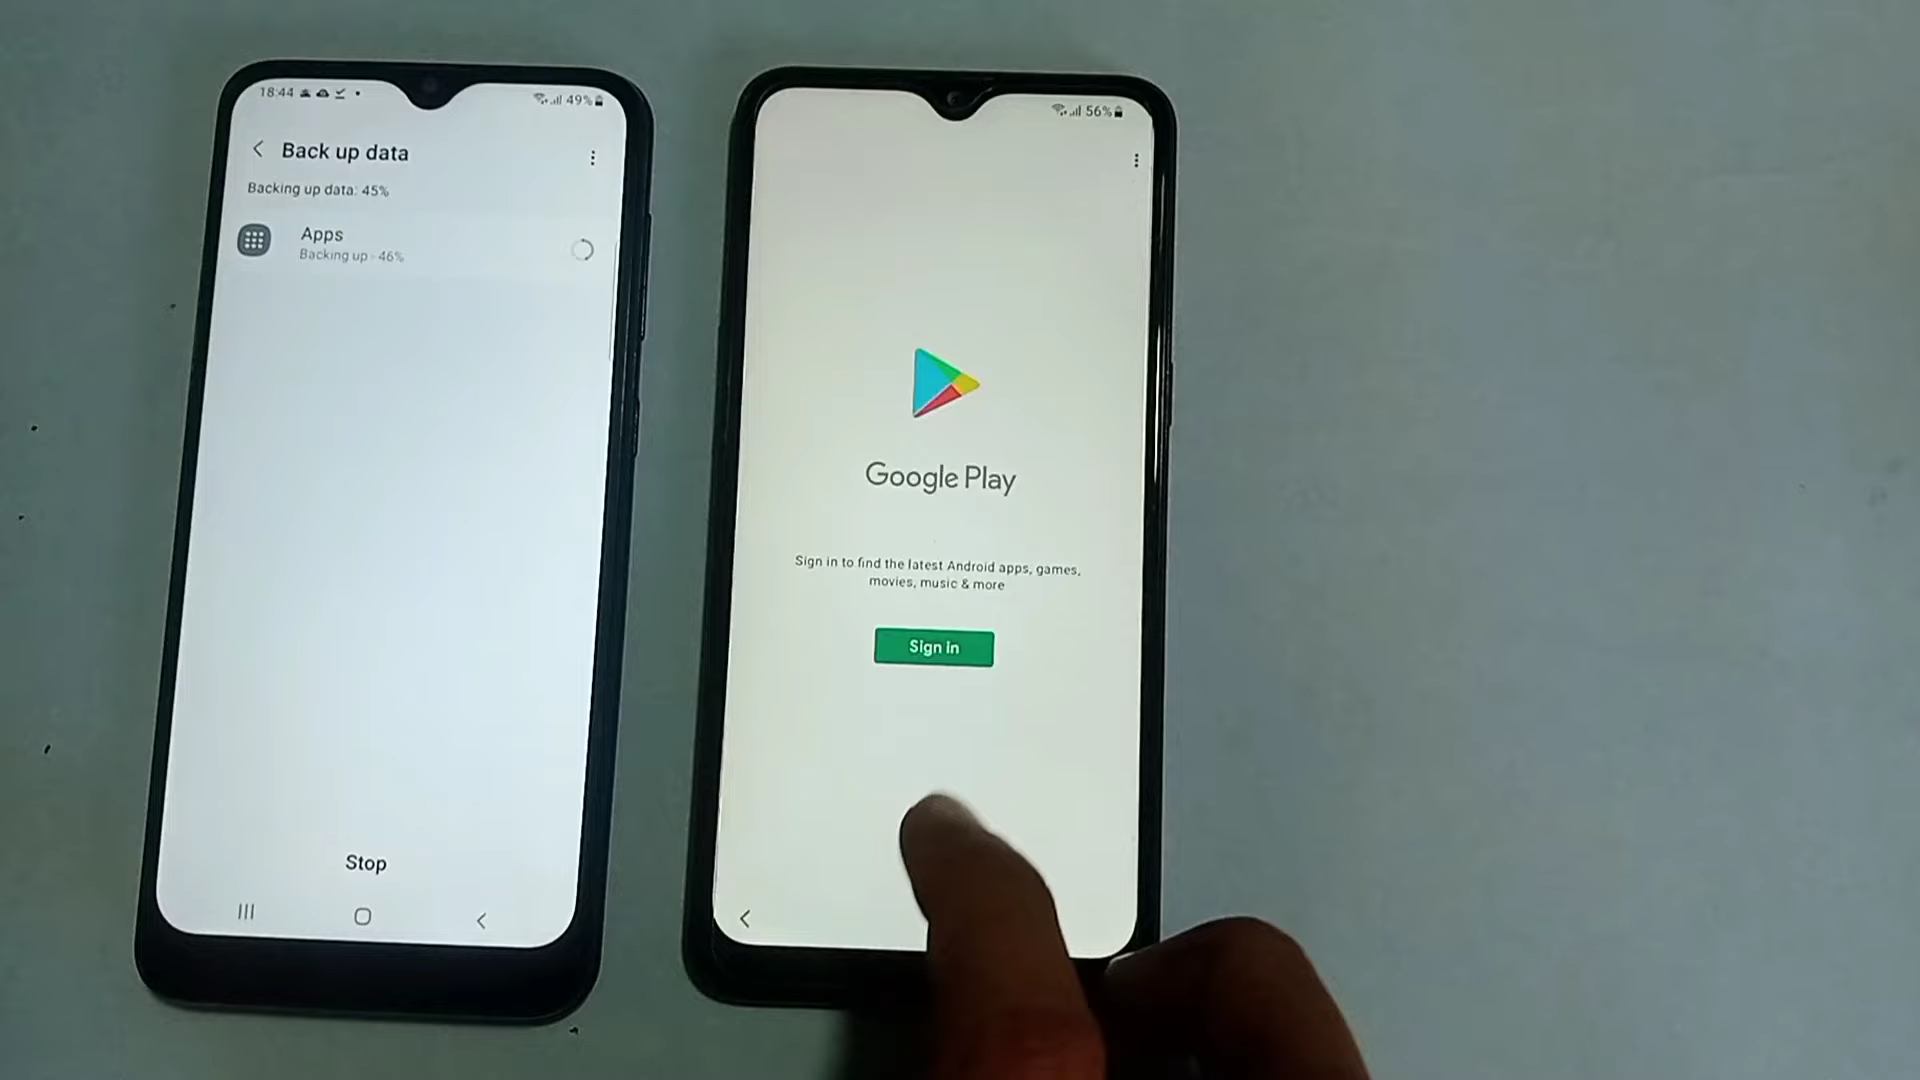 18:44
49%
Back up data
Backing up data: 45%
Apps
Backing up - 46%
Stop
56%
Google Play
Sign in to find the latest Android apps, games,
movies, music & more
Sign in